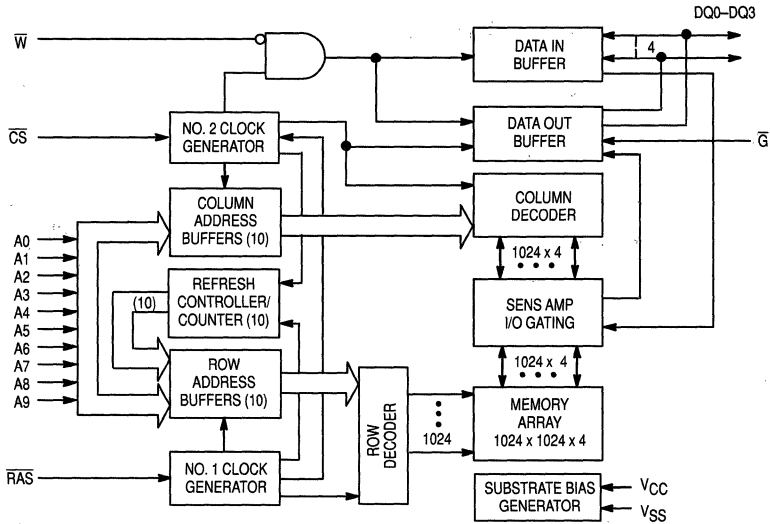 DQ0–DQ3
W̅
DATA IN
BUFFER
4
C̅S̅
NO. 2 CLOCK
GENERATOR
DATA OUT
BUFFER
G̅
COLUMN
ADDRESS
BUFFERS (10)
COLUMN
DECODER
A0
A1
A2
A3
A4
A5
A6
A7
A8
A9
1024 x 4
(10)
REFRESH
CONTROLLER/
COUNTER (10)
SENS AMP
I/O GATING
1024 x 4
ROW
ADDRESS
BUFFERS (10)
ROW
DECODER
1024
MEMORY
ARRAY
1024 x 1024 x 4
R̅A̅S̅
NO. 1 CLOCK
GENERATOR
SUBSTRATE BIAS
GENERATOR
VCC
VSS